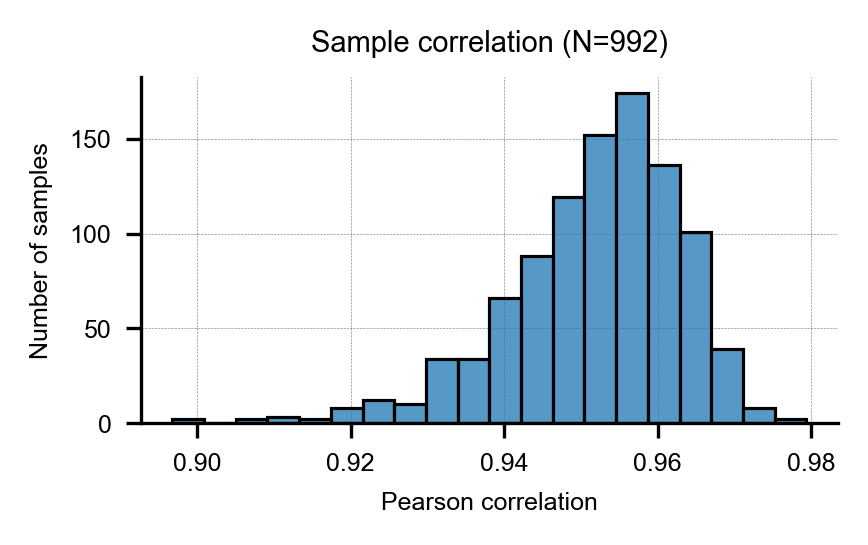 Sample correlation (N=992)
Number of samples
150
100
50
0
0.90 0.92 0.94 0.96 0.98
Pearson correlation